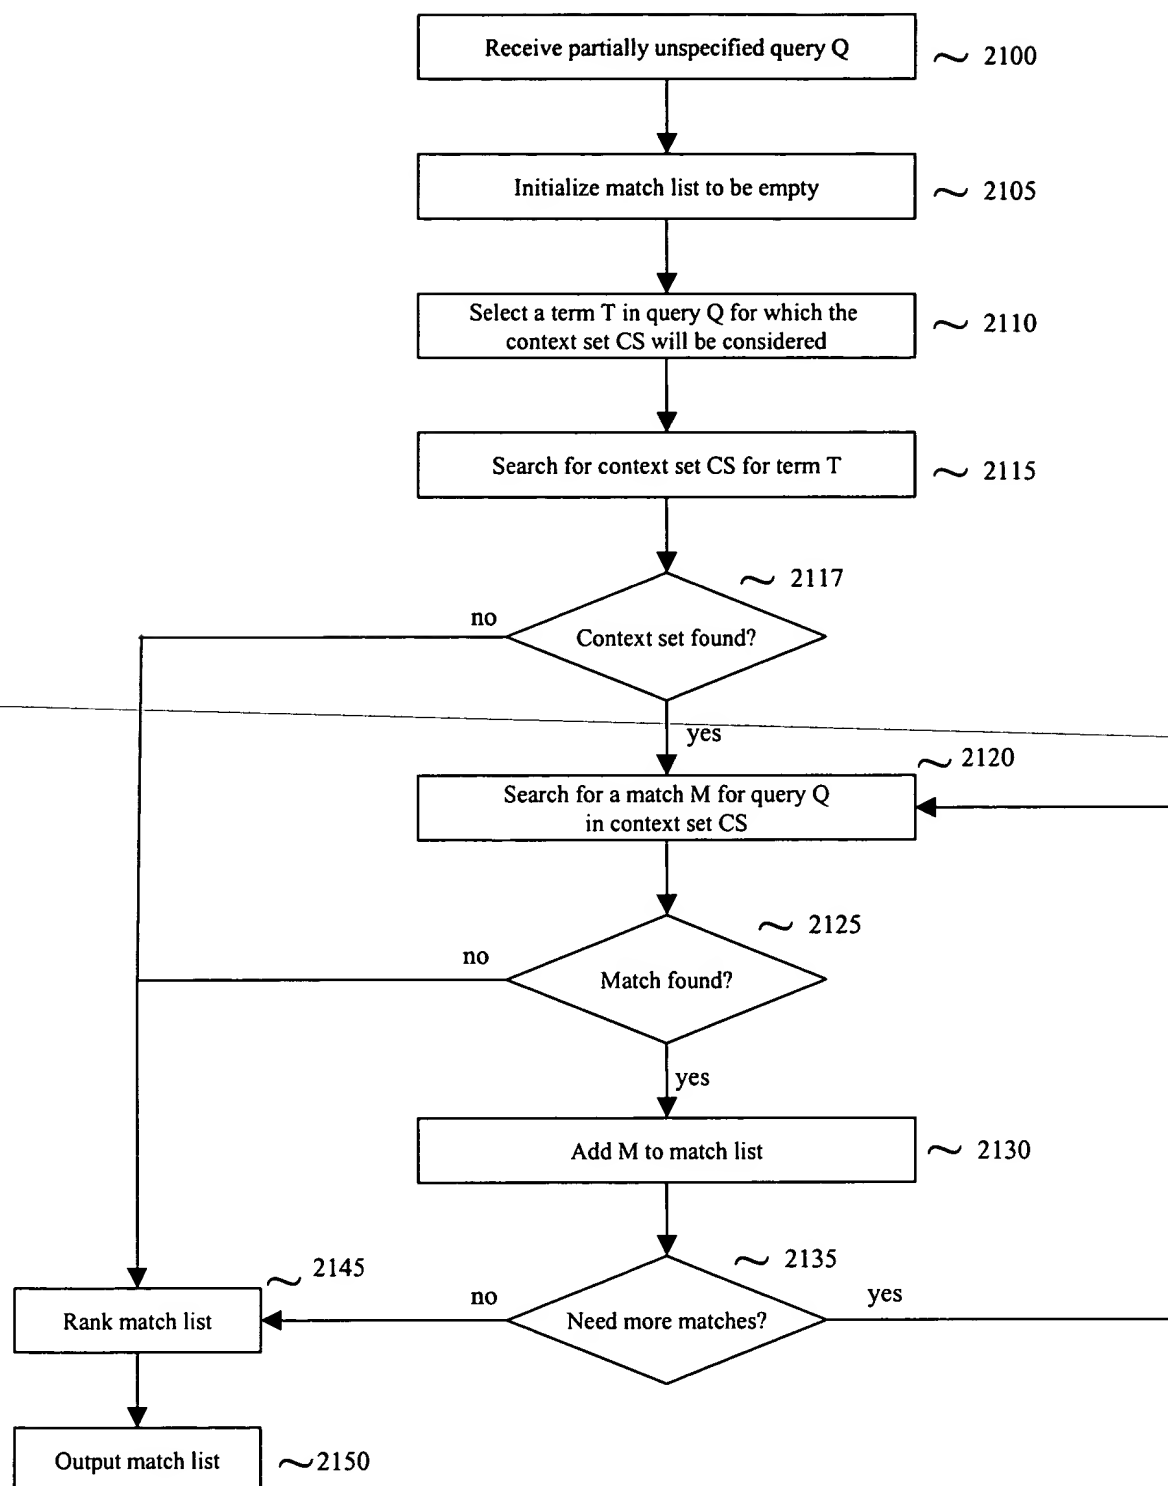 Receive partially unspecified query Q
2100
Initialize match list to be empty
2105
Select a term T in query Q for which the
context set CS will be considered
2110
Search for context set CS for term T
2115
2117
no
Context set found?
yes
2120
Search for a match M for query Q
in context set CS
2125
no
Match found?
yes
Add M to match list
2130
2135
2145
no
yes
Need more matches?
Rank match list
Output match list
2150